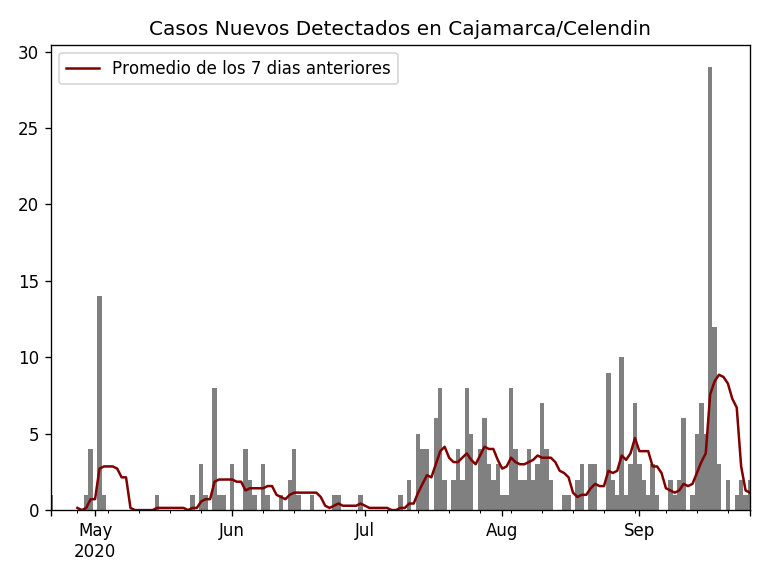 Casos Nuevos Detectados en Cajamarca/Celendin
Promedio de los 7 dias anteriores
30
25
20
15
10
5
0
May Jun Jul Aug Sep
2020